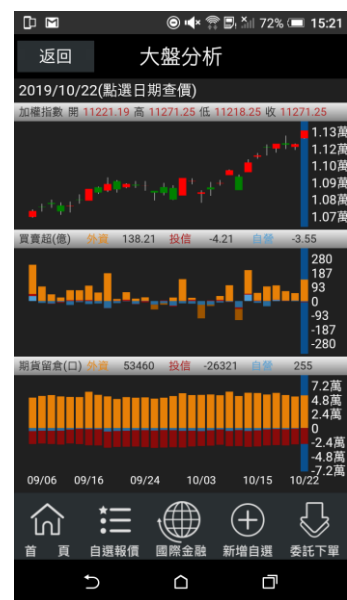 72% 15:21
返回 大盤分析
2019/10/22(點選日期查價)
加權指數 開 11221.19 高 11271.25 低 11218.25 收 11271.25
1.13萬
1.12萬
1.10萬
1.09萬
1.08萬
1.07萬
買賣超(億) 外資 138.21 投信 -4.21 自營 -3.55
280
187
93
0
-93
-187
-280
期貨留倉(口) 外資 53460 投信 -26321 自營 255
7.2萬
4.8萬
2.4萬
0
-2.4萬
-4.8萬
-7.2萬
09/06 09/16 09/24 10/03 10/15 10/22
首 頁 自選報價 國際金融 新增自選 委託下單